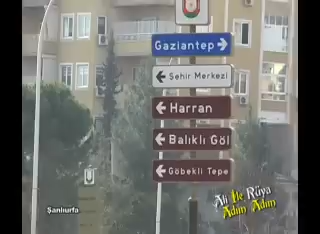 Gaziantep
Şehir Merkezi
Harran
Balıklı Göl
Göbekli Tepe
Şanlıurfa
Ali İle Rüya
Adım Adım